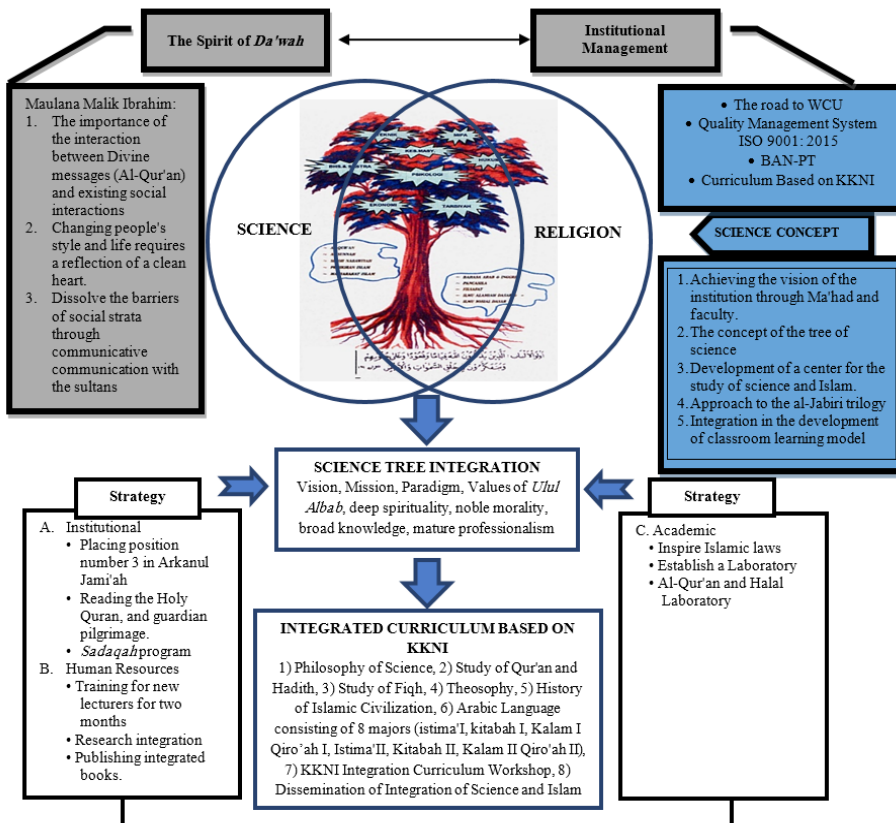 The Spirit of Da'wah
Institutional
Management
Maulana Malik Ibrahim:
1. The importance of
the interaction
between Divine
messages (Al-Qur'an)
and existing social
interactions
2. Changing people's
style and life requires
a reflection of a clean
heart.
3. Dissolve the barriers
of social strata
through
communicative
communication with
the sultans
SCIENCE
RELIGION
TEKNIK
MIPA
KES MASY
HUKUM
PSIKOLOGI
EKONOMI
TARBIYAH
• The road to WCU
• Quality Management System
ISO 9001: 2015
• BAN-PT
• Curriculum Based on KKNI
SCIENCE CONCEPT
1. Achieving the vision of the
institution through Ma'had and
faculty.
2. The concept of the tree of
science
3. Development of a center for the
study of science and Islam.
4. Approach to the al-Jabiri trilogy
5. Integration in the development
of classroom learning model
SCIENCE TREE INTEGRATION
Vision, Mission, Paradigm, Values of Ulul
Albab, deep spirituality, noble morality,
broad knowledge, mature professionalism
Strategy
A. Institutional
• Placing position
number 3 in Arkanul
Jami'ah
• Reading the Holy
Quran, and guardian
pilgrimage.
• Sadaqah program
B. Human Resources
• Training for new
lecturers for two
months
• Research integration
• Publishing integrated
books.
INTEGRATED CURRICULUM BASED ON
KKNI
1) Philosophy of Science, 2) Study of Qur'an and
Hadith, 3) Study of Fiqh, 4) Theosophy, 5) History
of Islamic Civilization, 6) Arabic Language
consisting of 8 majors (istima'I, kitabah I, Kalam I
Qiro'ah I, Istima'II, Kitabah II, Kalam II Qiro'ah II),
7) KKNI Integration Curriculum Workshop, 8)
Dissemination of Integration of Science and Islam
Strategy
C. Academic
• Inspire Islamic laws
• Establish a Laboratory
• Al-Qur'an and Halal
Laboratory